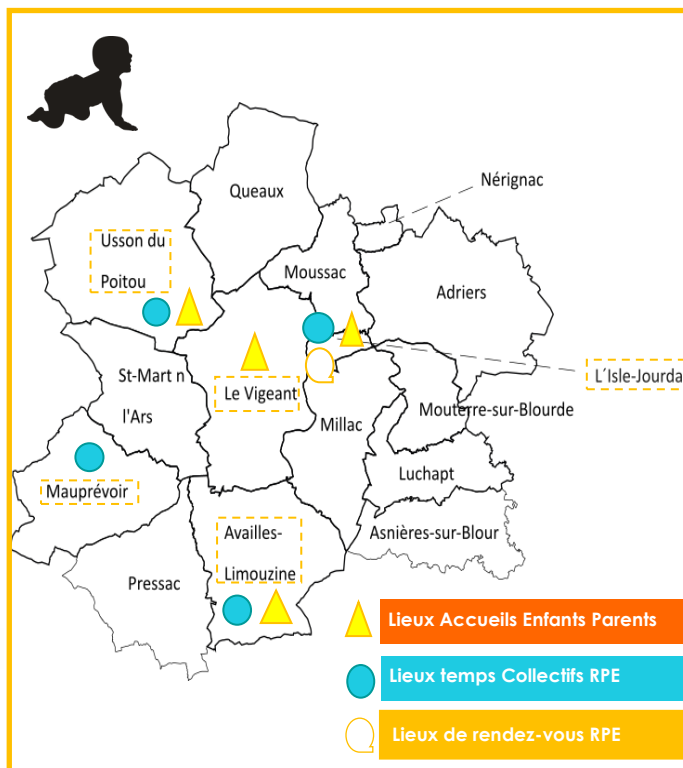 Queaux
Nérignac
Usson du
Poitou
Moussac
Adriers
St-Mart n
l'Ars
Le Vigeant
L´Isle-Jourda
Millac
Mouterre-sur-Blourde
Luchapt
Mauprévoir
Availles-
Limouzine
Asnières-sur-Blour
Pressac
Lieux Accueils Enfants Parents
Lieux temps Collectifs RPE
Lieux de rendez-vous RPE